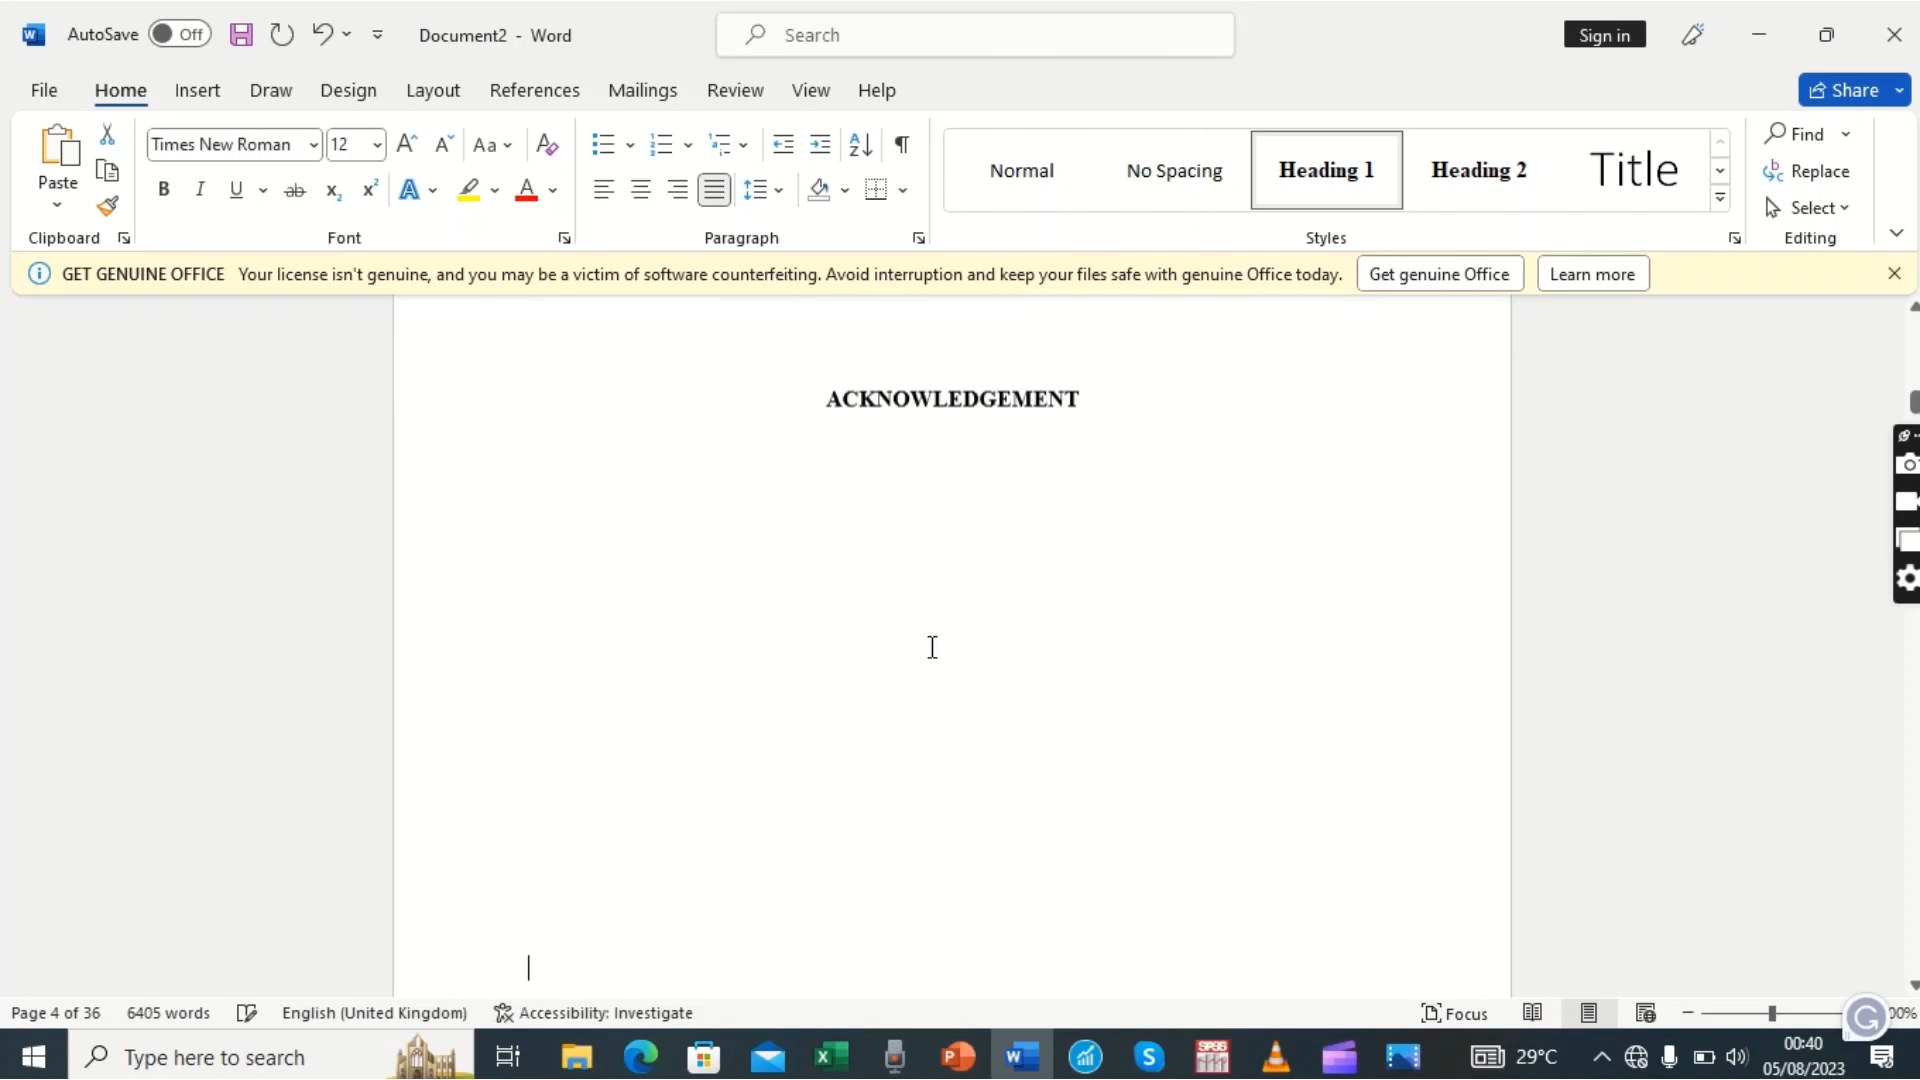 AutoSave Off Document2 - Word Search Sign in
File Home Insert Draw Design Layout References Mailings Review View Help Share
Paste Times New Roman 12 Aa Normal No Spacing Heading 1 Heading 2 Title Find
Replace
Select
Clipboard Font Paragraph Styles Editing
GET GENUINE OFFICE Your license isn't genuine, and you may be a victim of software counterfeiting. Avoid interruption and keep your files safe with genuine Office today. Get genuine Office Learn more
ACKNOWLEDGEMENT
Page 4 of 36 6405 words English (United Kingdom) Accessibility: Investigate Focus 00%
Type here to search SPSS 29°C 00:40
05/08/2023